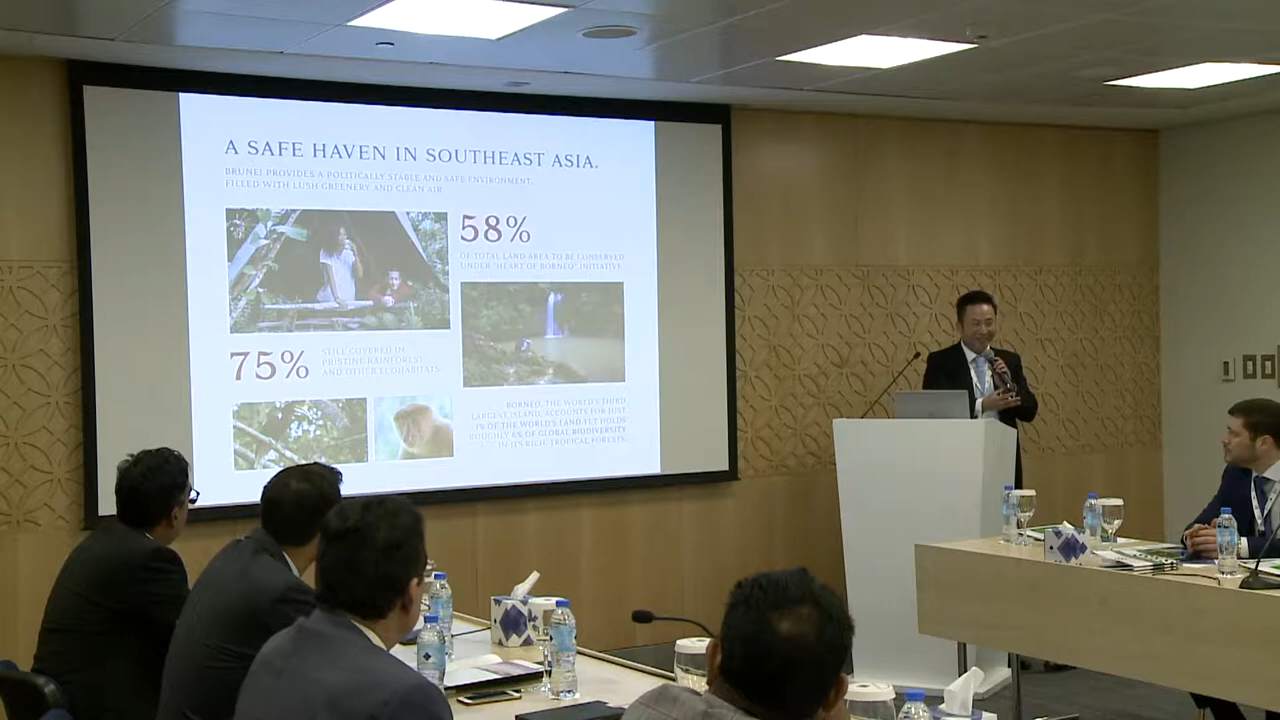 A SAFE HAVEN IN SOUTHEAST ASIA.
BRUNEI PROVIDES A POLITICALLY STABLE AND SAFE ENVIRONMENT,
FILLED WITH LUSH GREENERY AND CLEAN AIR
58%
OF TOTAL LAND AREA TO BE CONSERVED
UNDER "HEART OF BORNEO" INITIATIVE
75%
STILL COVERED IN
PRISTINE RAINFOREST
AND OTHER ECOHABITATS
BORNEO, THE WORLD'S THIRD
LARGEST ISLAND, ACCOUNTS FOR JUST
1% OF THE WORLD'S LAND YET HOLDS
ROUGHLY 6% OF GLOBAL BIODIVERSITY
IN ITS RICH, TROPICAL FORESTS.